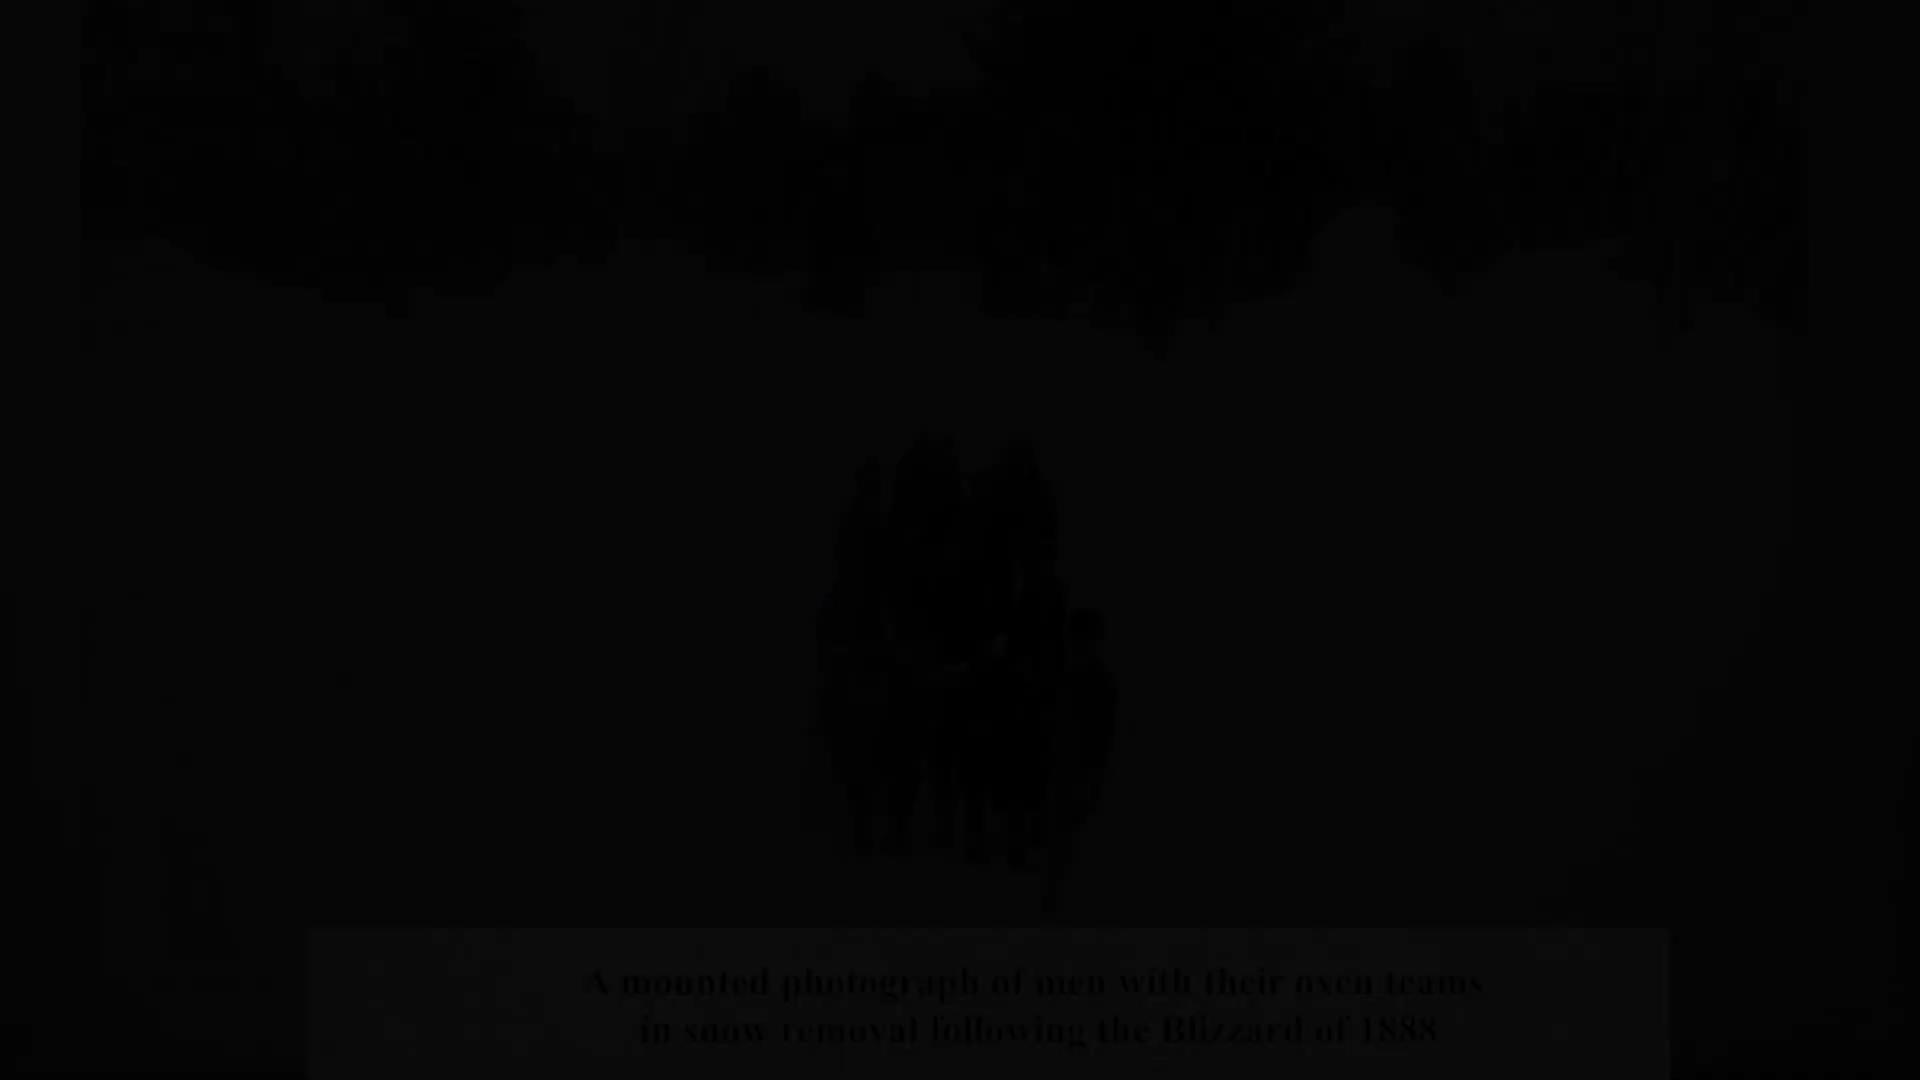 A mounted photograph of men with their oxen teams
in snow removal following the Blizzard of 1888